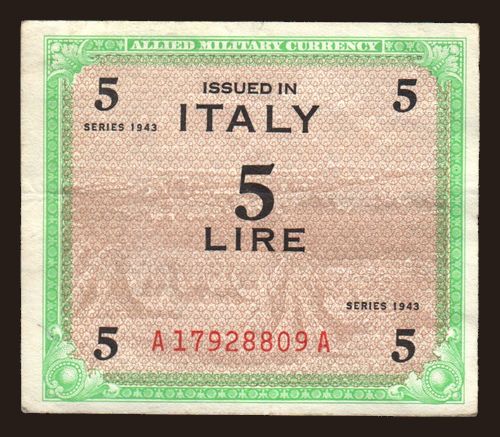 ALLIED MILITARY CURRENCY
ISSUED IN
5 5
ITALY
SERIES 1943
5
LIRE
SERIES 1943
5 A17928809A 5